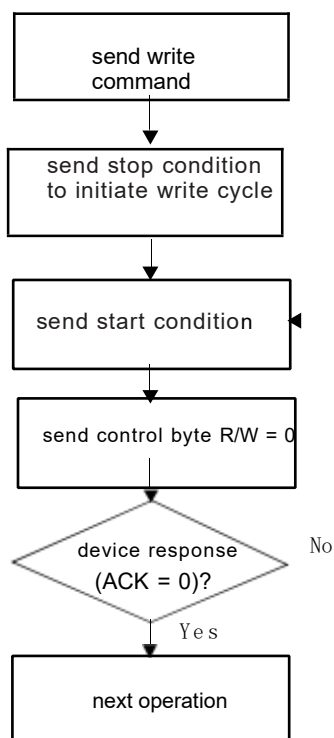 send write
command
send stop condition
to initiate write cycle
send start condition
send control byte R/W = 0
device response
(ACK = 0)?
No
Yes
next operation